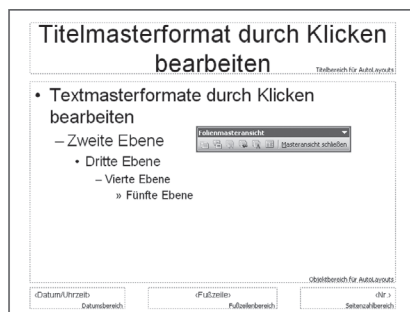 Titelmasterformat durch Klicken
bearbeiten
Titelbereich für AutoLayouts
• Textmasterformate durch Klicken
bearbeiten
– Zweite Ebene
• Dritte Ebene
– Vierte Ebene
» Fünfte Ebene
Folienmasteransicht
Masteransicht schließen
Objektbereich für AutoLayouts
‹Datum/Uhrzeit›
Datumsbereich
‹Fußzeile›
Fußzeilenbereich
‹Nr.›
Seitenzahlbereich